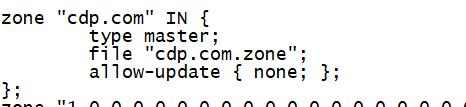 zone "cdp.com" IN {
        type master;
        file "cdp.com.zone";
        allow-update { none; };
};